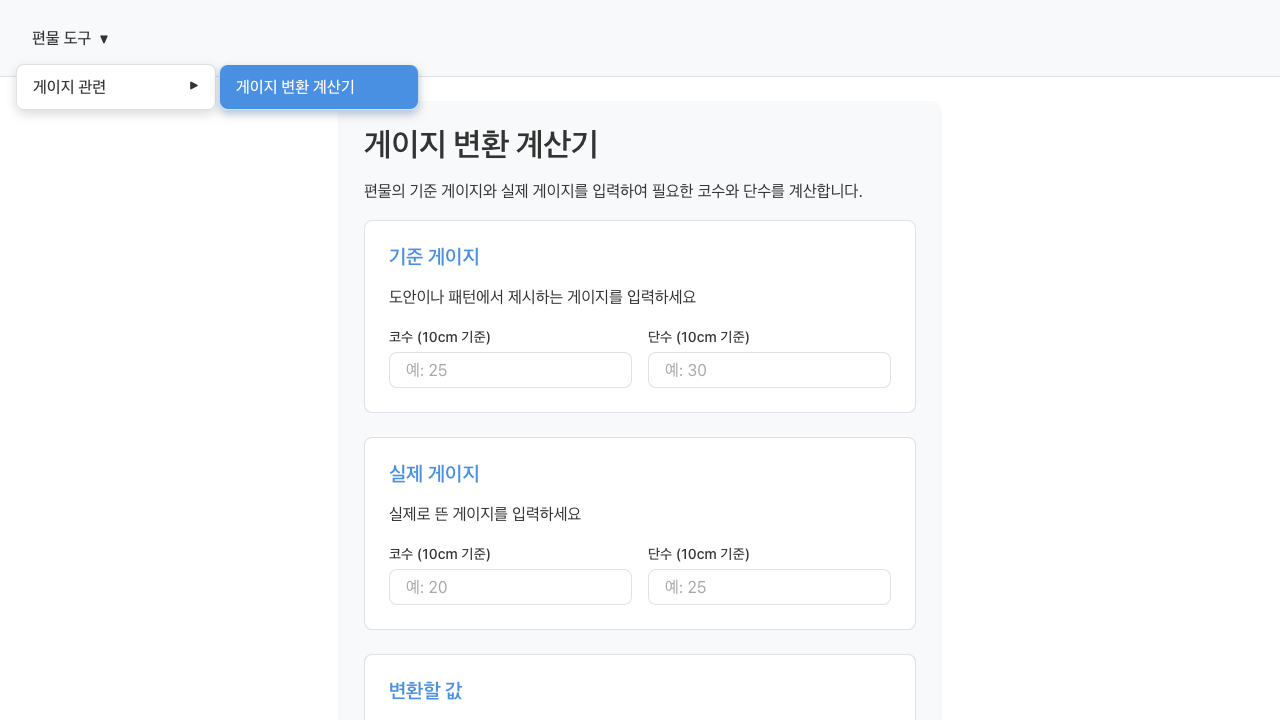 편물 도구 ▼
게이지 관련 ▶
게이지 변환 계산기
게이지 변환 계산기
편물의 기준 게이지와 실제 게이지를 입력하여 필요한 코수와 단수를 계산합니다.
기준 게이지
도안이나 패턴에서 제시하는 게이지를 입력하세요
코수 (10cm 기준) 단수 (10cm 기준)
예: 25 예: 30
실제 게이지
실제로 뜬 게이지를 입력하세요
코수 (10cm 기준) 단수 (10cm 기준)
예: 20 예: 25
변환할 값